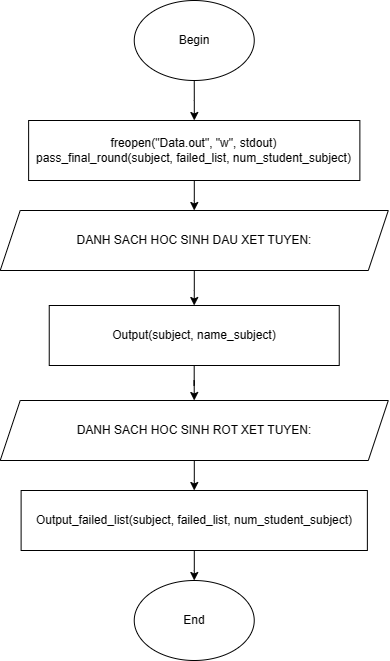 Begin
freopen("Data.out", "w", stdout)
pass_final_round(subject, failed_list, num_student_subject)
DANH SACH HOC SINH DAU XET TUYEN:
Output(subject, name_subject)
DANH SACH HOC SINH ROT XET TUYEN:
Output_failed_list(subject, failed_list, num_student_subject)
End